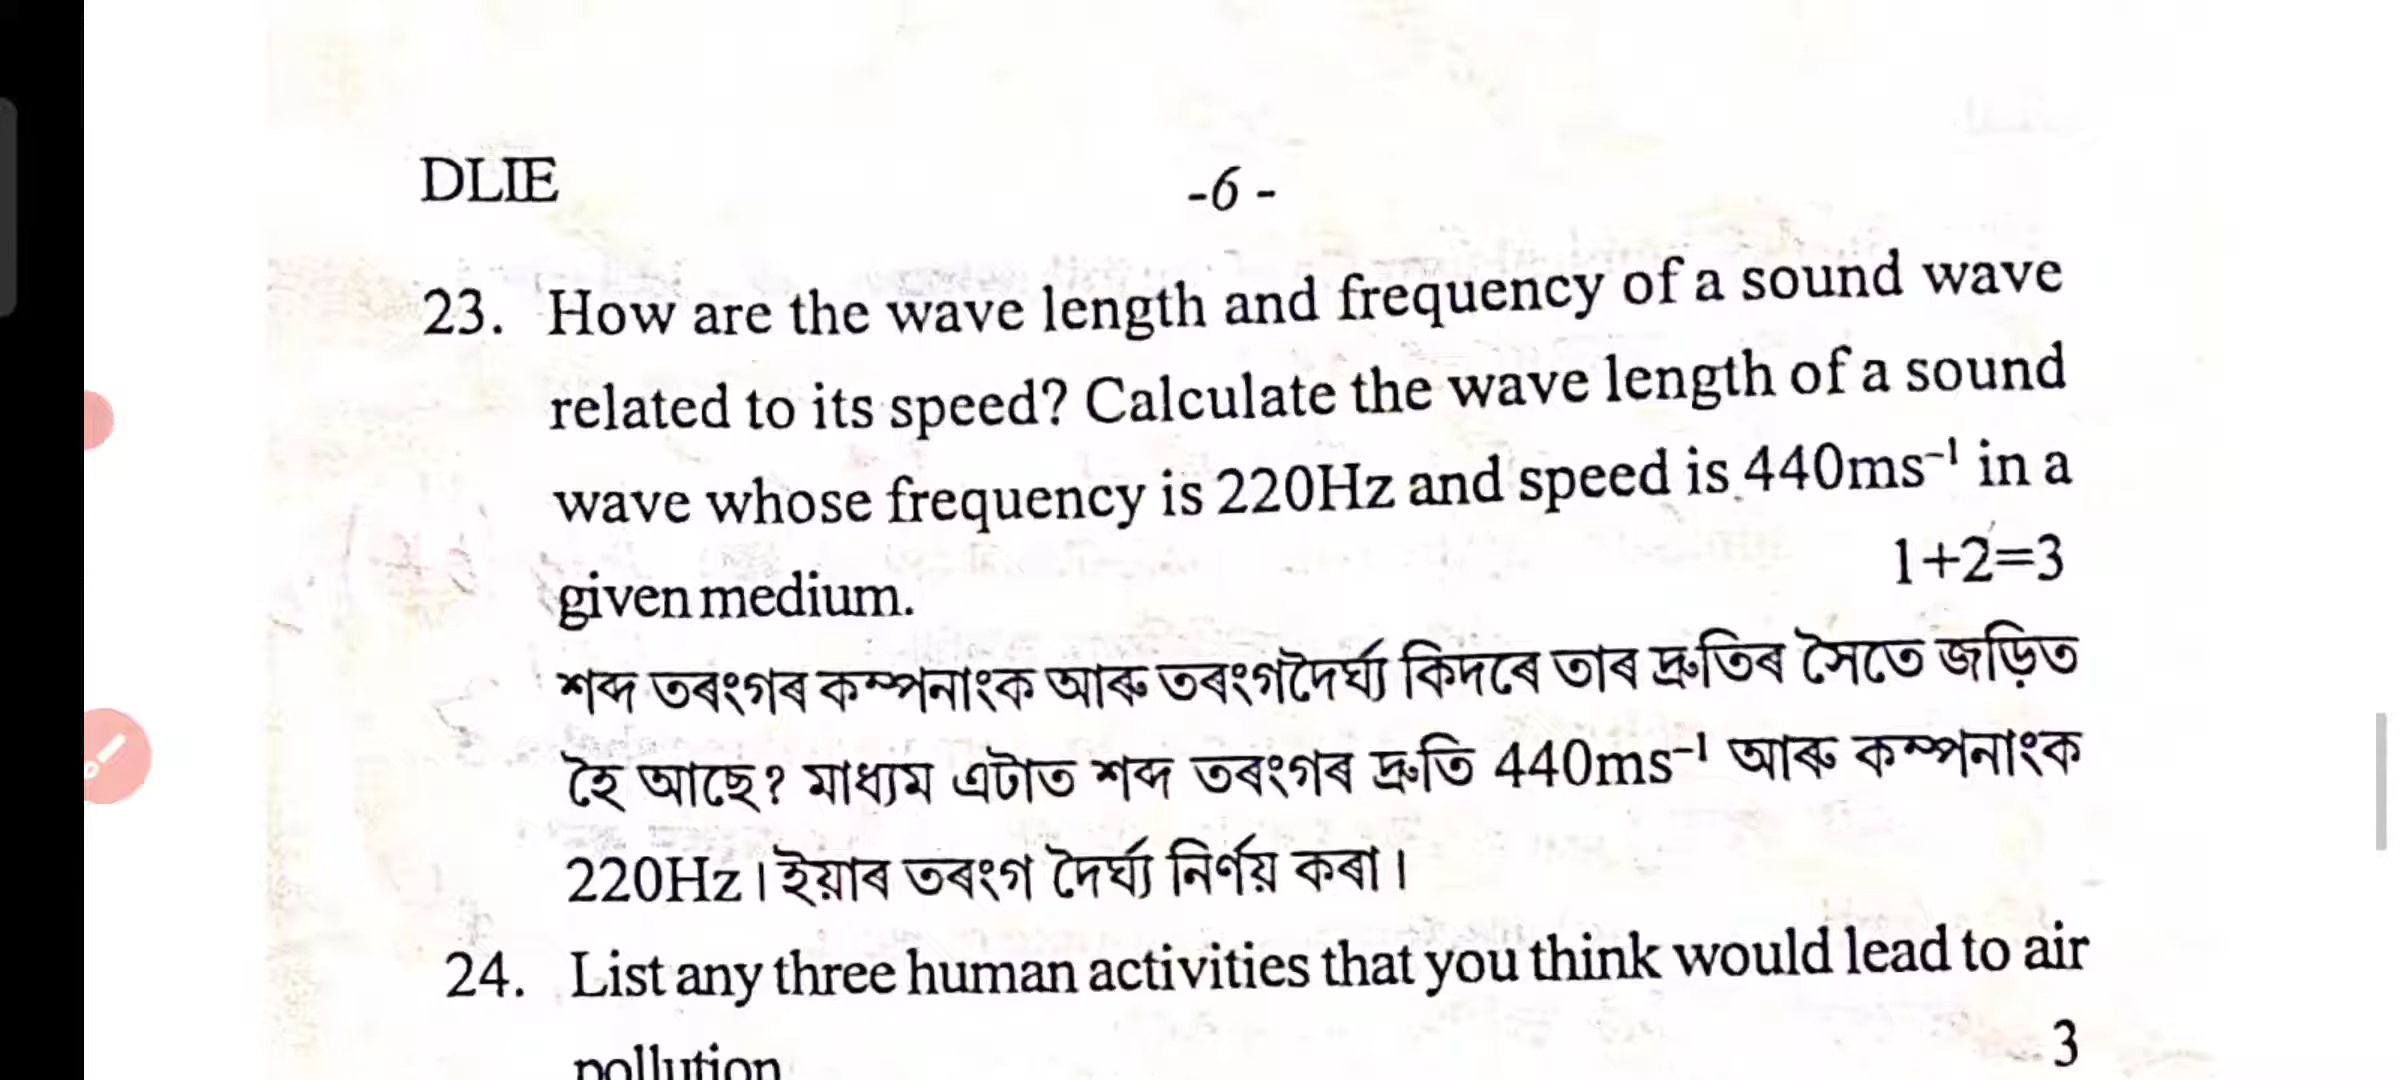 DLIE
-6 -
23. How are the wave length and frequency of a sound wave
related to its speed? Calculate the wave length of a sound
wave whose frequency is 220Hz and speed is 440ms⁻¹ in a
given medium.
1+2=3
শব্দ তৰংগৰ কম্পনাংক আৰু তৰংগদৈৰ্ঘ্য কিদৰে তাৰ দ্ৰুতিৰ সৈতে জড়িত
হৈ আছে? মাধ্যম এটাত শব্দ তৰংগৰ দ্ৰুতি 440ms⁻¹ আৰু কম্পনাংক
220Hz । ইয়াৰ তৰংগ দৈৰ্ঘ্য নিৰ্ণয় কৰা ।
24. List any three human activities that you think would lead to air
pollution
3